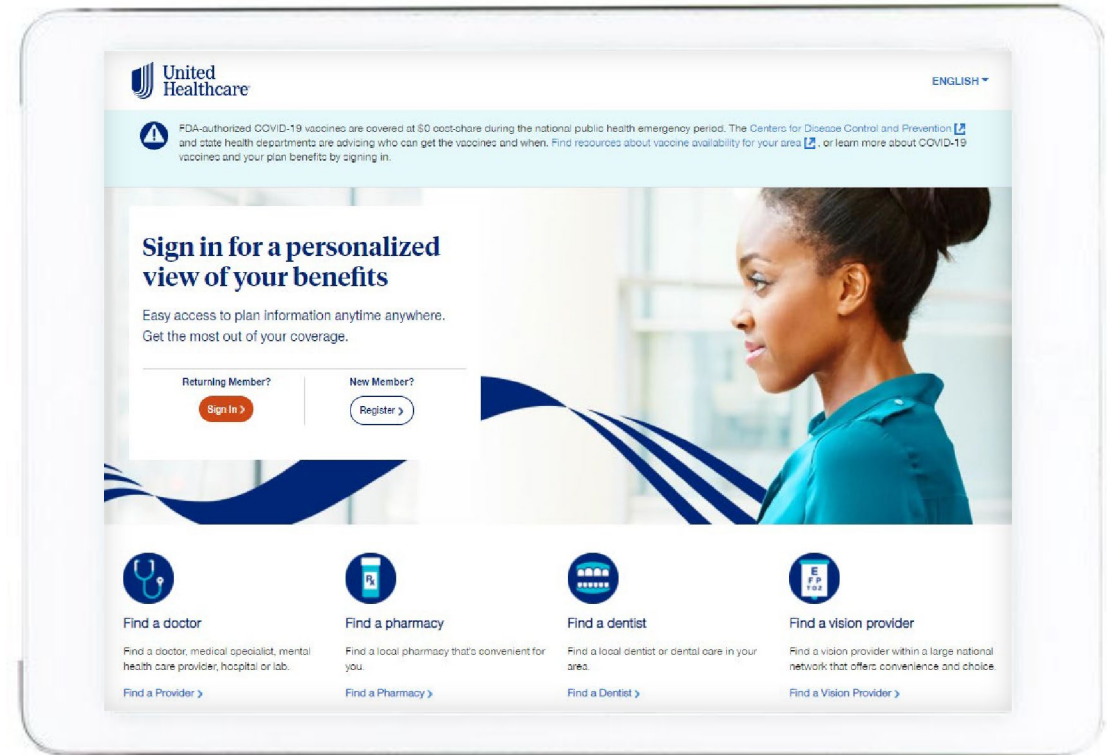 United
Healthcare
ENGLISH
FDA-authorized COVID-19 vaccines are covered at $0 cost-share during the national public health emergency period. The Centers for Disease Control and Prevention
and state health departments are advising who can get the vaccines and when. Find resources about vaccine availability for your area , or learn more about COVID-19
vaccines and your plan benefits by signing in.
Sign in for a personalized
view of your benefits
Easy access to plan information anytime anywhere.
Get the most out of your coverage.
Returning Member?
New Member?
Sign In >
Register >
Rx
E
F P
T O Z
Find a doctor
Find a pharmacy
Find a dentist
Find a vision provider
Find a doctor, medical specialist, mental
health care provider, hospital or lab.
Find a local pharmacy that's convenient for
you.
Find a local dentist or dental care in your
area.
Find a vision provider within a large national
network that offers convenience and choice.
Find a Provider >
Find a Pharmacy >
Find a Dentist >
Find a Vision Provider >